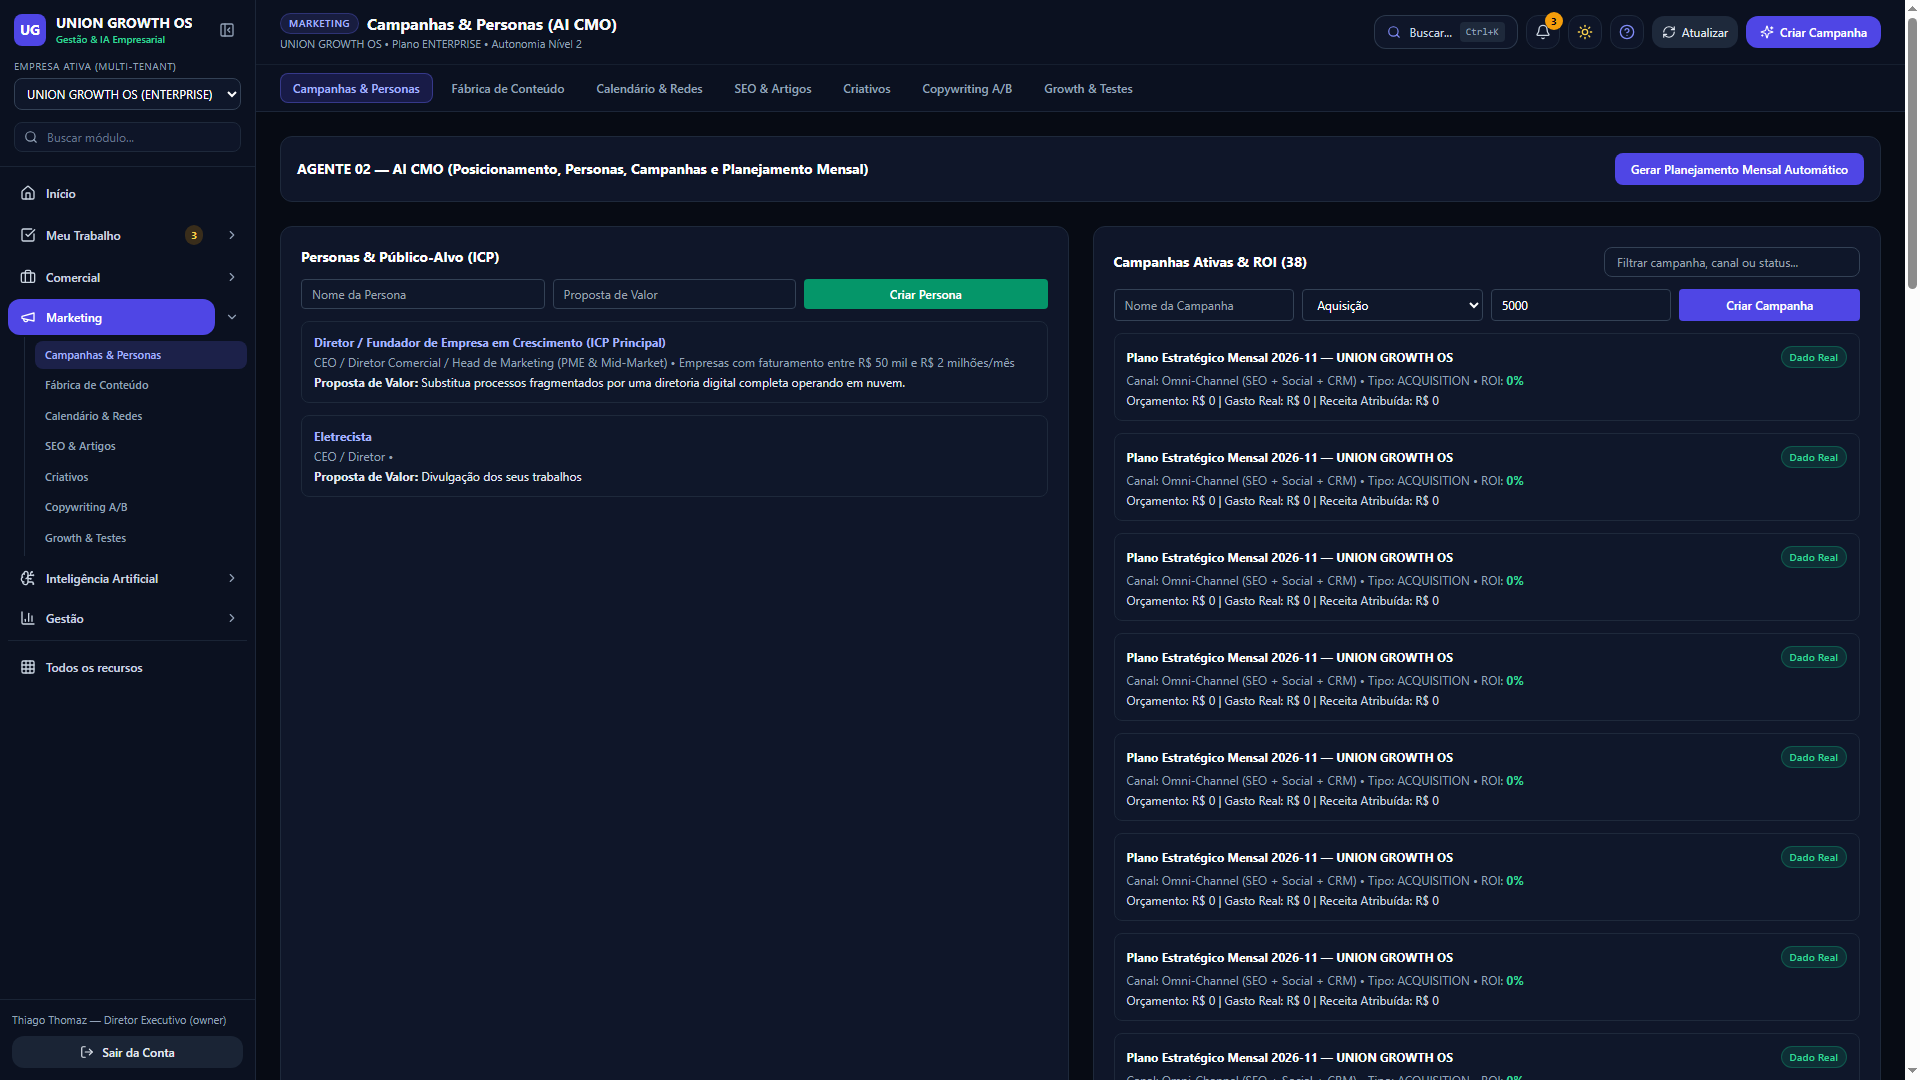 UG
UNION GROWTH OS
Gestão & IA Empresarial
EMPRESA ATIVA (MULTI-TENANT)
UNION GROWTH OS (ENTERPRISE)
Buscar módulo...
Início
Meu Trabalho 3
Comercial
Marketing
Campanhas & Personas
Fábrica de Conteúdo
Calendário & Redes
SEO & Artigos
Criativos
Copywriting A/B
Growth & Testes
Inteligência Artificial
Gestão
Todos os recursos
Thiago Thomaz — Diretor Executivo (owner)
Sair da Conta
MARKETING Campanhas & Personas (AI CMO)
UNION GROWTH OS • Plano ENTERPRISE • Autonomia Nível 2
Buscar... Ctrl+K
3
Atualizar
Criar Campanha
Campanhas & Personas Fábrica de Conteúdo Calendário & Redes SEO & Artigos Criativos Copywriting A/B Growth & Testes
AGENTE 02 — AI CMO (Posicionamento, Personas, Campanhas e Planejamento Mensal)
Gerar Planejamento Mensal Automático
Personas & Público-Alvo (ICP)
Nome da Persona Proposta de Valor Criar Persona
Diretor / Fundador de Empresa em Crescimento (ICP Principal)
CEO / Diretor Comercial / Head de Marketing (PME & Mid-Market) • Empresas com faturamento entre R$ 50 mil e R$ 2 milhões/mês
Proposta de Valor: Substitua processos fragmentados por uma diretoria digital completa operando em nuvem.
Eletrecista
CEO / Diretor •
Proposta de Valor: Divulgação dos seus trabalhos
Campanhas Ativas & ROI (38)
Filtrar campanha, canal ou status...
Nome da Campanha Aquisição 5000 Criar Campanha
Plano Estratégico Mensal 2026-11 — UNION GROWTH OS Dado Real
Canal: Omni-Channel (SEO + Social + CRM) • Tipo: ACQUISITION • ROI: 0%
Orçamento: R$ 0 | Gasto Real: R$ 0 | Receita Atribuída: R$ 0
Plano Estratégico Mensal 2026-11 — UNION GROWTH OS Dado Real
Canal: Omni-Channel (SEO + Social + CRM) • Tipo: ACQUISITION • ROI: 0%
Orçamento: R$ 0 | Gasto Real: R$ 0 | Receita Atribuída: R$ 0
Plano Estratégico Mensal 2026-11 — UNION GROWTH OS Dado Real
Canal: Omni-Channel (SEO + Social + CRM) • Tipo: ACQUISITION • ROI: 0%
Orçamento: R$ 0 | Gasto Real: R$ 0 | Receita Atribuída: R$ 0
Plano Estratégico Mensal 2026-11 — UNION GROWTH OS Dado Real
Canal: Omni-Channel (SEO + Social + CRM) • Tipo: ACQUISITION • ROI: 0%
Orçamento: R$ 0 | Gasto Real: R$ 0 | Receita Atribuída: R$ 0
Plano Estratégico Mensal 2026-11 — UNION GROWTH OS Dado Real
Canal: Omni-Channel (SEO + Social + CRM) • Tipo: ACQUISITION • ROI: 0%
Orçamento: R$ 0 | Gasto Real: R$ 0 | Receita Atribuída: R$ 0
Plano Estratégico Mensal 2026-11 — UNION GROWTH OS Dado Real
Canal: Omni-Channel (SEO + Social + CRM) • Tipo: ACQUISITION • ROI: 0%
Orçamento: R$ 0 | Gasto Real: R$ 0 | Receita Atribuída: R$ 0
Plano Estratégico Mensal 2026-11 — UNION GROWTH OS Dado Real
Canal: Omni-Channel (SEO + Social + CRM) • Tipo: ACQUISITION • ROI: 0%
Orçamento: R$ 0 | Gasto Real: R$ 0 | Receita Atribuída: R$ 0
Plano Estratégico Mensal 2026-11 — UNION GROWTH OS Dado Real
Canal: Omni-Channel (SEO + Social + CRM) • Tipo: ACQUISITION • ROI: 0%